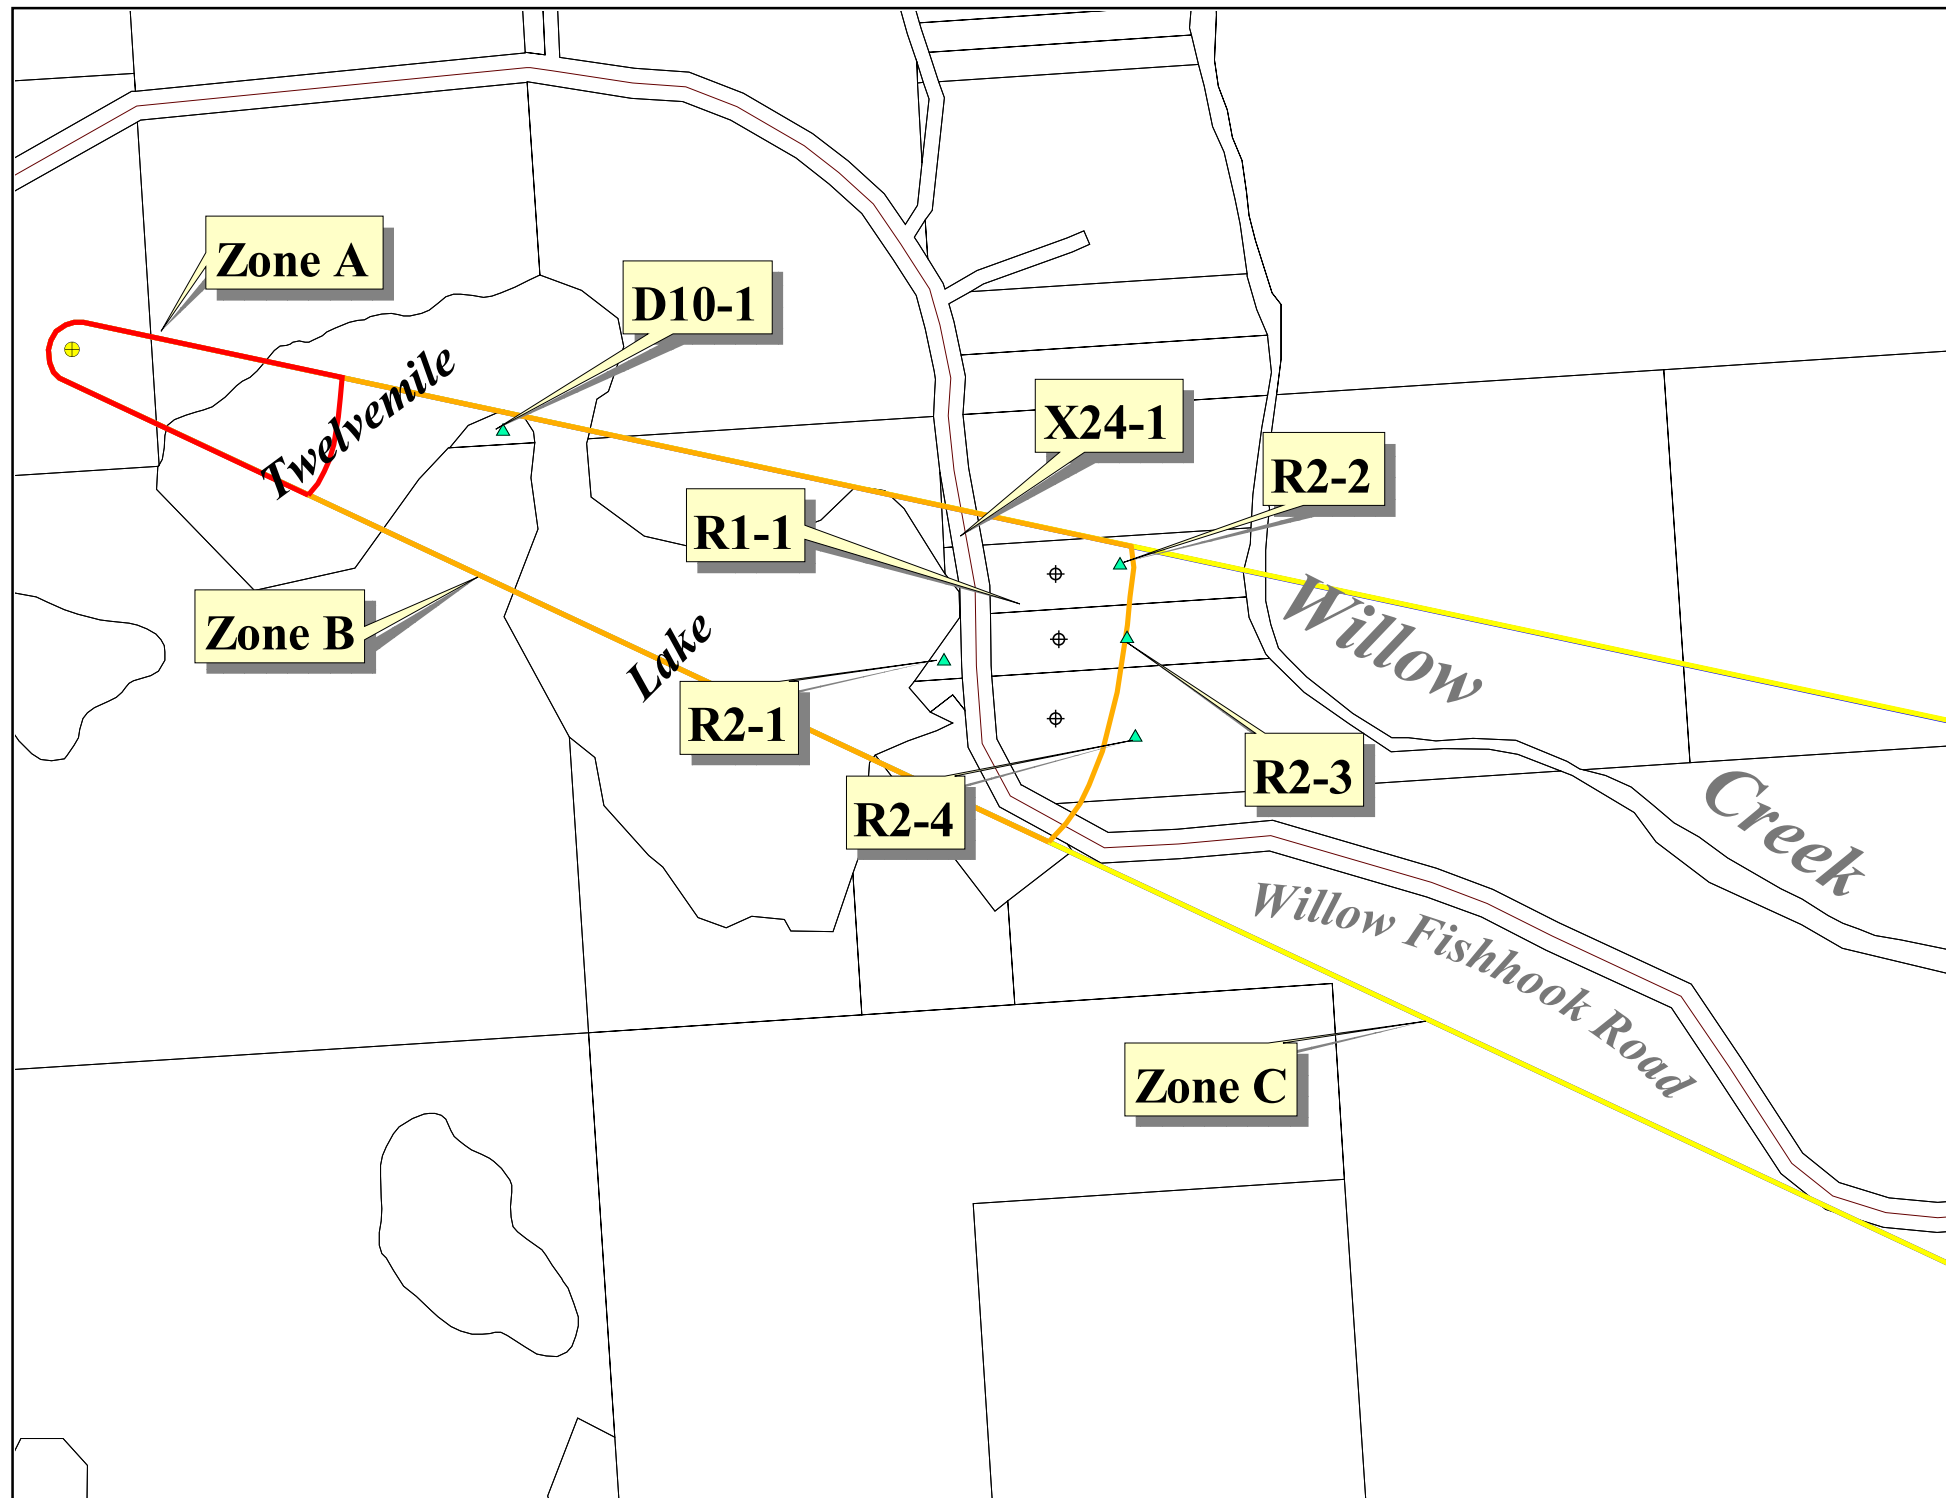 Zone A
D10-1
Twelvemile
X24-1
R2-2
R1-1
Zone B
Lake
Willow
R2-1
R2-3
R2-4
Creek
Willow Fishhook Road
Zone C